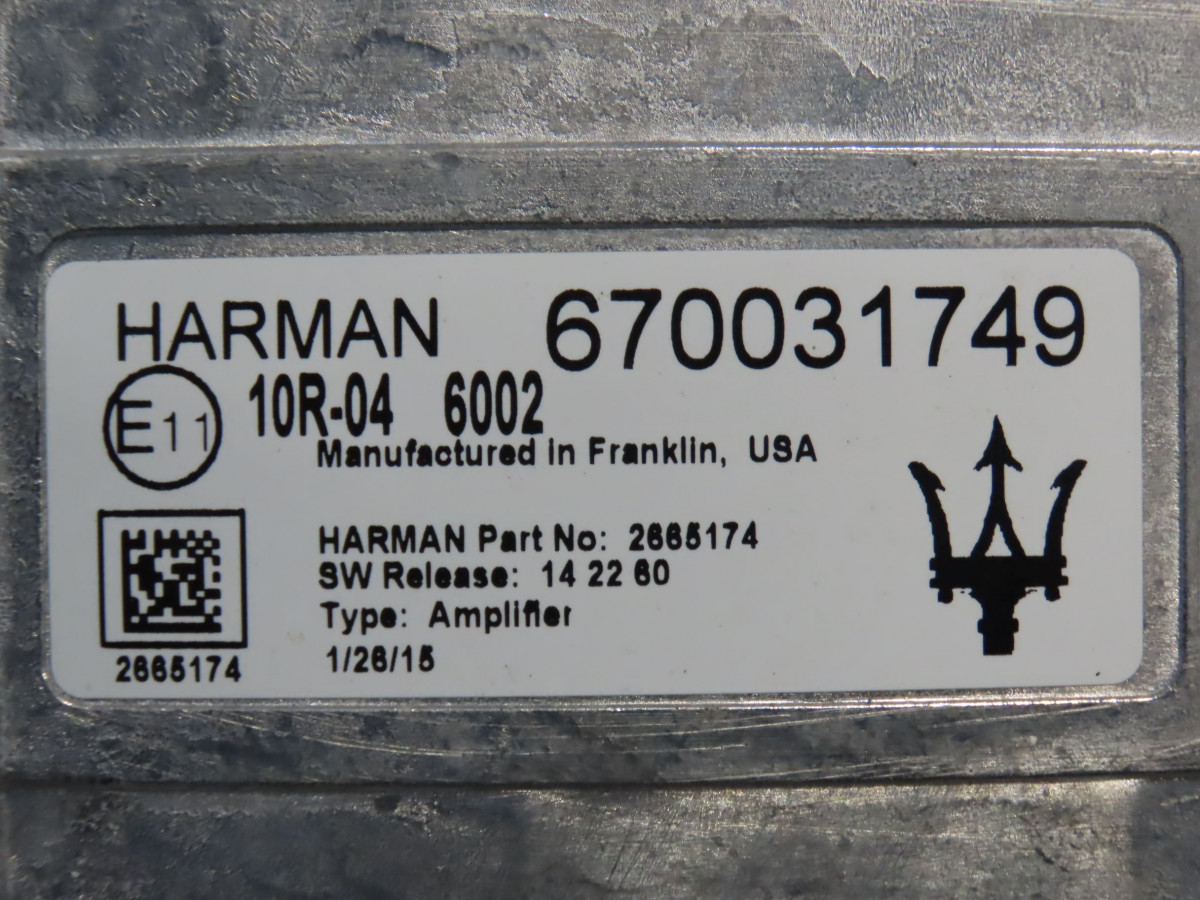 HARMAN 670031749
E11 10R-04 6002
Manufactured in Franklin, USA
HARMAN Part No: 2665174
SW Release: 14 22 60
Type: Amplifier
1/26/15
2665174